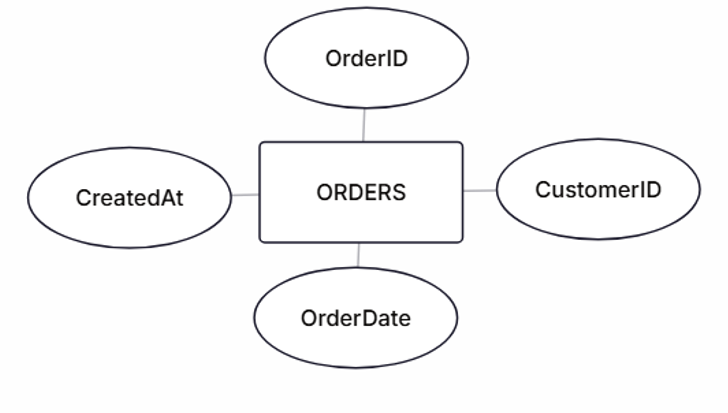 OrderID
CreatedAt
ORDERS
CustomerID
OrderDate